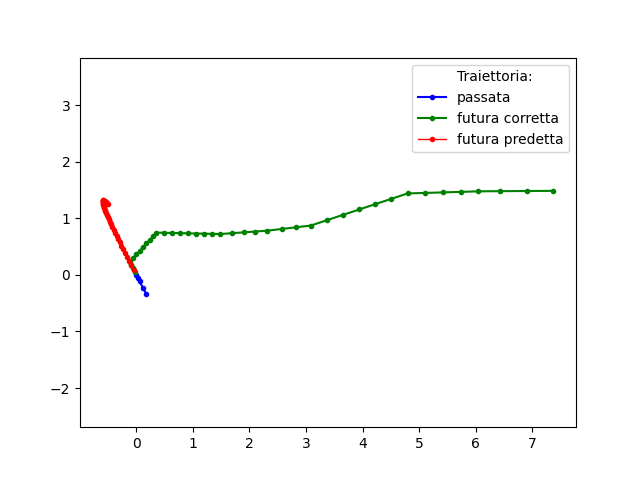 Traiettoria:
passata
futura corretta
futura predetta
3
2
1
0
−1
−2
0 1 2 3 4 5 6 7